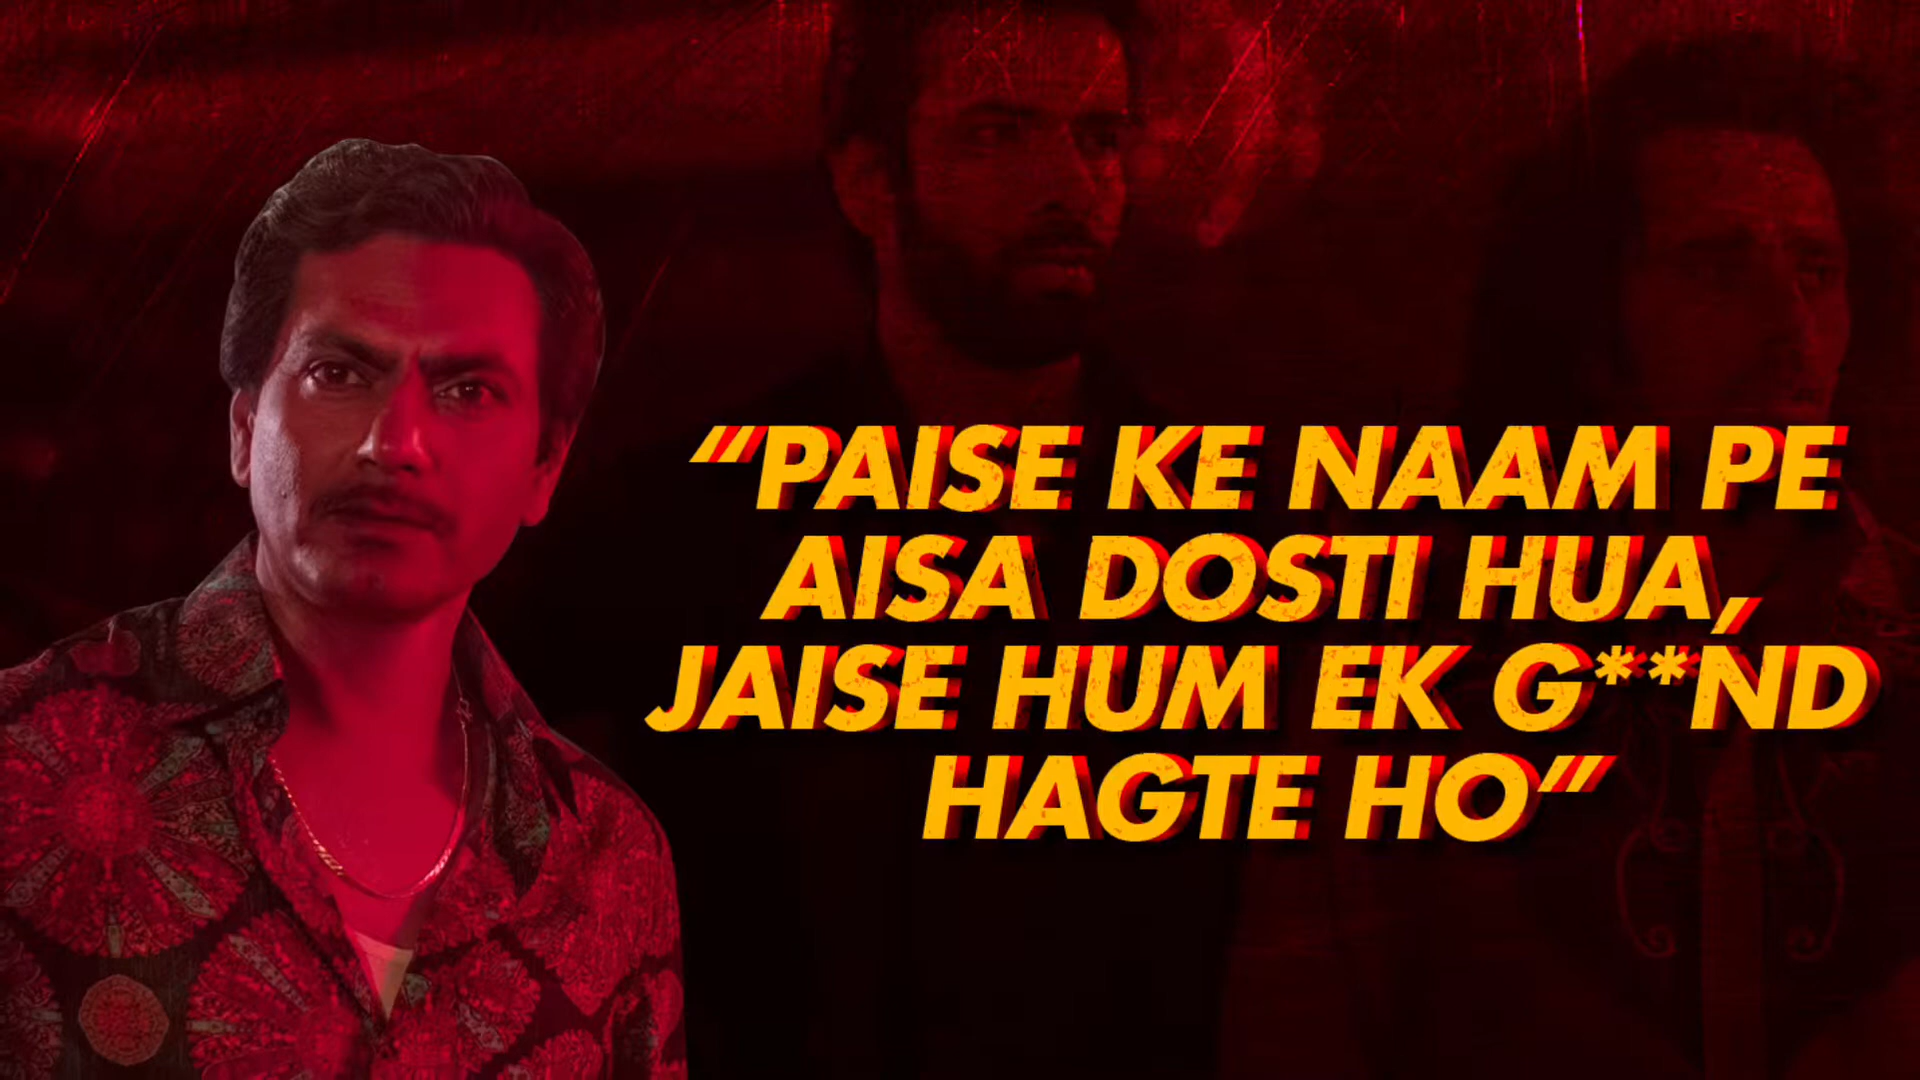 “PAISE KE NAAM PE
AISA DOSTI HUA,
JAISE HUM EK G**ND
HAGTE HO”